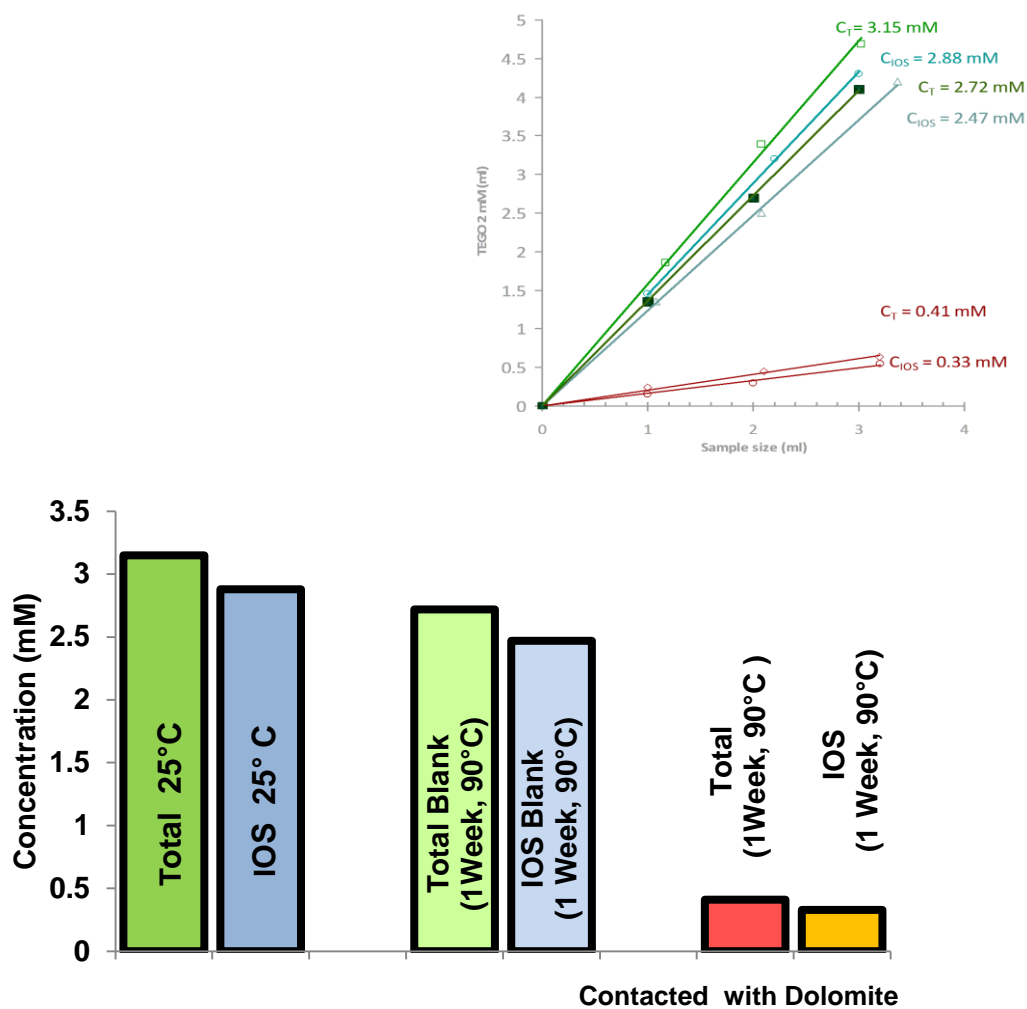 5
4.5
4
3.5
3
2.5
2
1.5
1
0.5
0
TEGO 2 mM (ml)
C_T = 3.15 mM
C_IOS = 2.88 mM
C_T = 2.72 mM
C_IOS = 2.47 mM
C_T = 0.41 mM
C_IOS = 0.33 mM
0 1 2 3 4
Sample size (ml)
3.5
3
2.5
2
1.5
1
0.5
0
Concentration (mM)
Total 25°C
IOS 25° C
Total Blank
(1Week, 90°C)
IOS Blank
(1 Week, 90°C)
Total
(1Week, 90°C )
IOS
(1 Week, 90°C)
Contacted with Dolomite